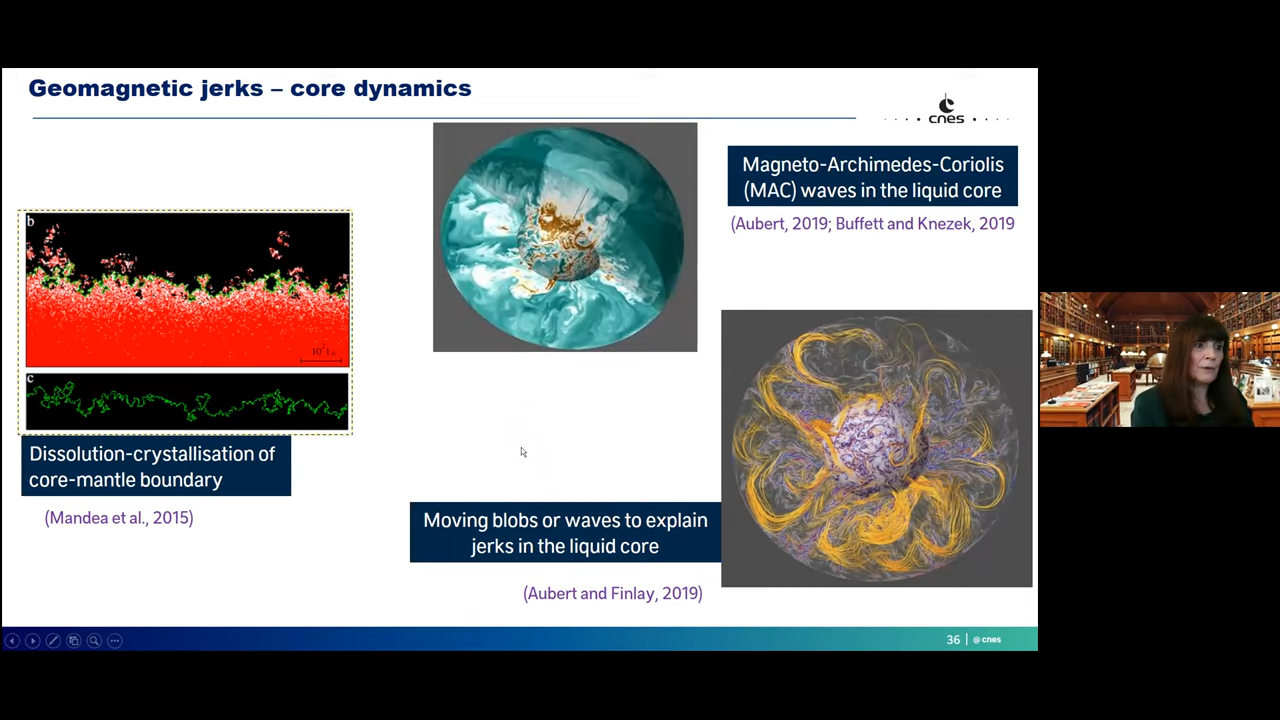 Geomagnetic jerks – core dynamics
cnes
Magneto-Archimedes-Coriolis
(MAC) waves in the liquid core
(Aubert, 2019; Buffett and Knezek, 2019
b
c
Dissolution-crystallisation of
core-mantle boundary
(Mandea et al., 2015)
Moving blobs or waves to explain
jerks in the liquid core
(Aubert and Finlay, 2019)
36 | @ cnes